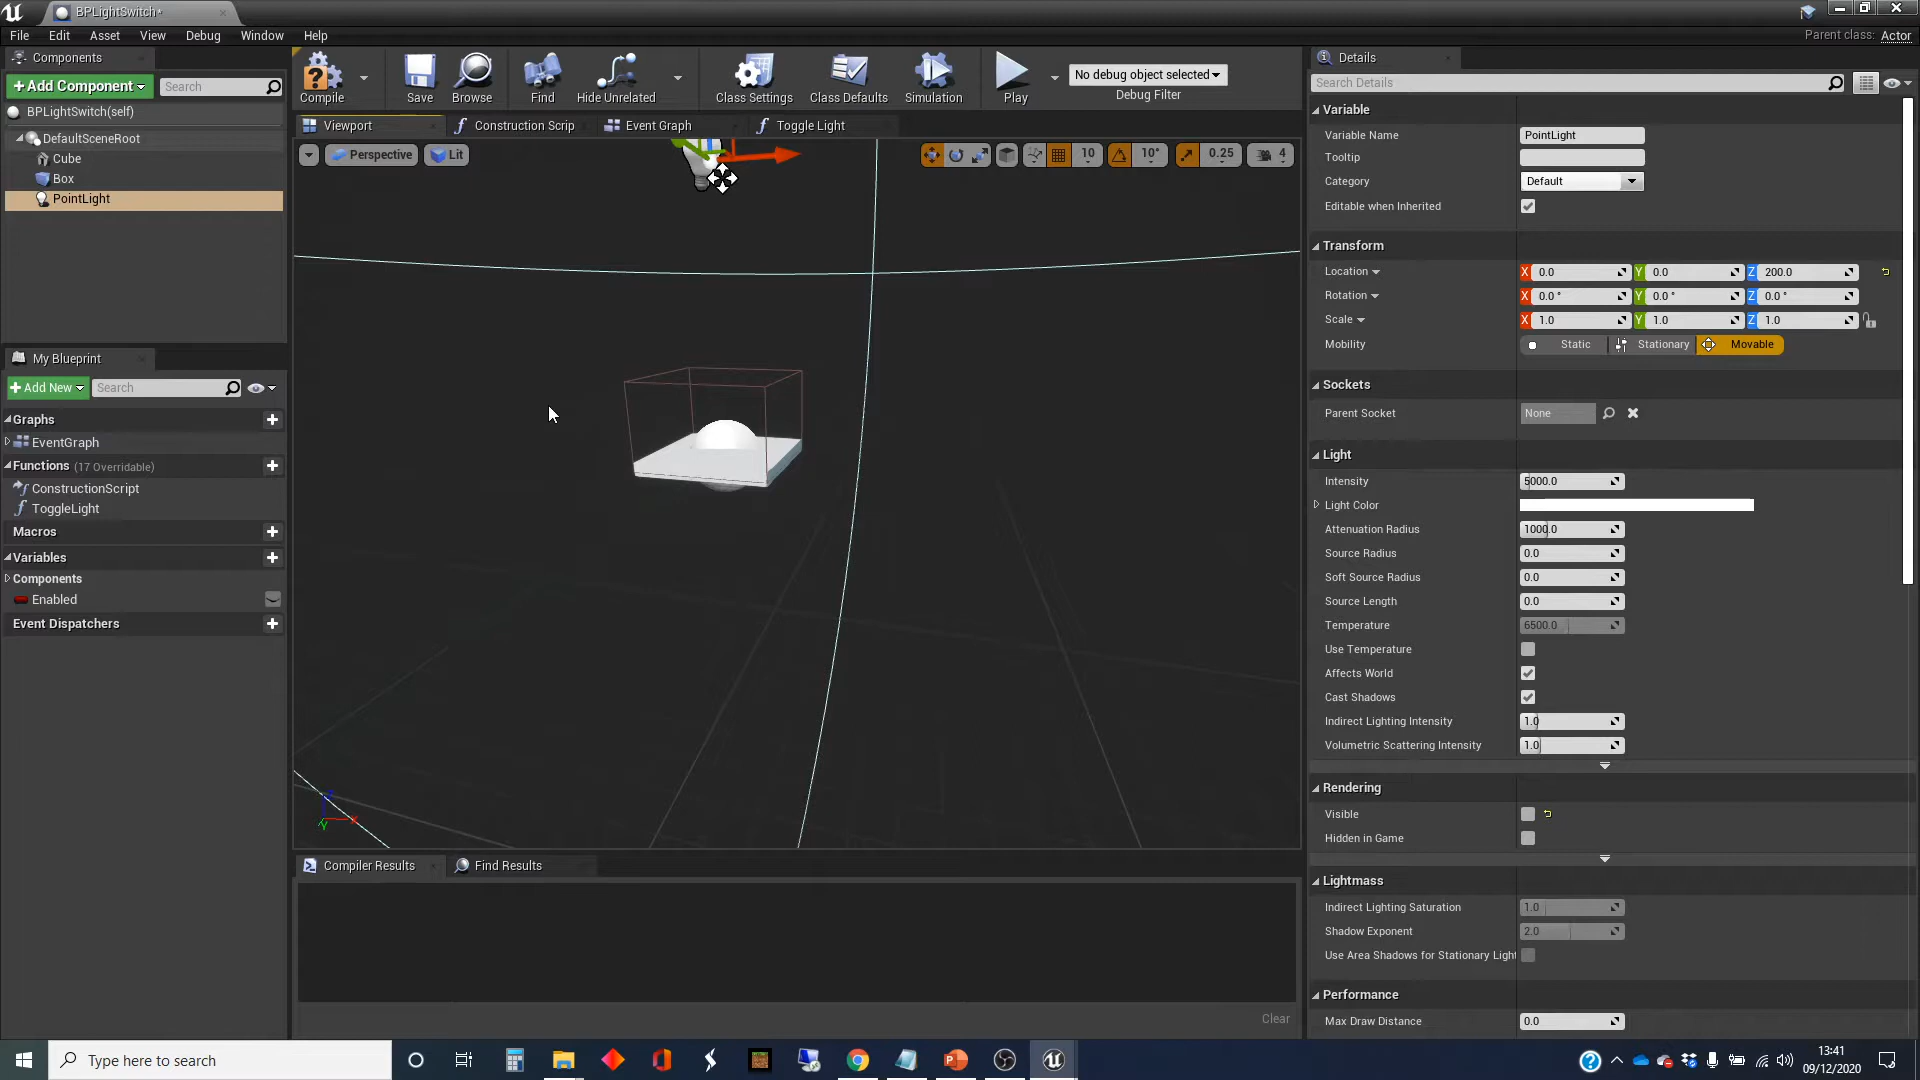 BPLightSwitch*
File Edit Asset View Debug Window Help
Parent class: Actor
Components
+Add Component
Search
BPLightSwitch(self)
DefaultSceneRoot
Cube
Box
PointLight
My Blueprint
+Add New
Search
Graphs
EventGraph
Functions (17 Overridable)
ConstructionScript
ToggleLight
Macros
Variables
Components
Enabled
Event Dispatchers
Compile
Save
Browse
Find
Hide Unrelated
Class Settings
Class Defaults
Simulation
Play
No debug object selected
Debug Filter
Viewport
Construction Scrip
Event Graph
Toggle Light
Perspective
Lit
10
10°
0.25
4
Compiler Results
Find Results
Clear
Details
Search Details
Variable
Variable Name PointLight
Tooltip
Category Default
Editable when Inherited
Transform
Location X 0.0 Y 0.0 Z 200.0
Rotation X 0.0 ° Y 0.0 ° Z 0.0 °
Scale X 1.0 Y 1.0 Z 1.0
Mobility Static Stationary Movable
Sockets
Parent Socket None
Light
Intensity 5000.0
Light Color
Attenuation Radius 1000.0
Source Radius 0.0
Soft Source Radius 0.0
Source Length 0.0
Temperature 6500.0
Use Temperature
Affects World
Cast Shadows
Indirect Lighting Intensity 1.0
Volumetric Scattering Intensity 1.0
Rendering
Visible
Hidden in Game
Lightmass
Indirect Lighting Saturation 1.0
Shadow Exponent 2.0
Use Area Shadows for Stationary Light
Performance
Max Draw Distance 0.0
Type here to search
13:41
09/12/2020